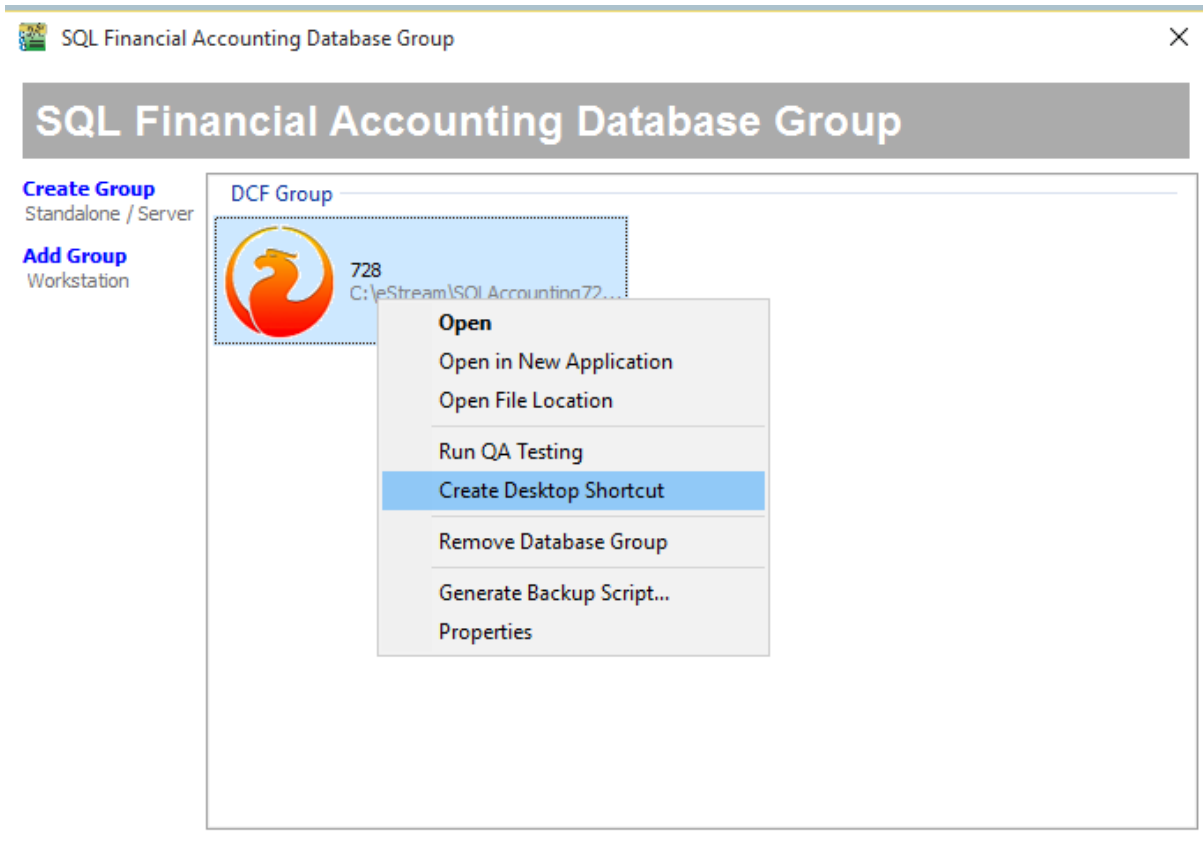 SQL Financial Accounting Database Group
SQL Financial Accounting Database Group
Create Group
Standalone / Server
Add Group
Workstation
DCF Group
728
C:\eStream\SQLAccounting72...
Open
Open in New Application
Open File Location
Run QA Testing
Create Desktop Shortcut
Remove Database Group
Generate Backup Script...
Properties